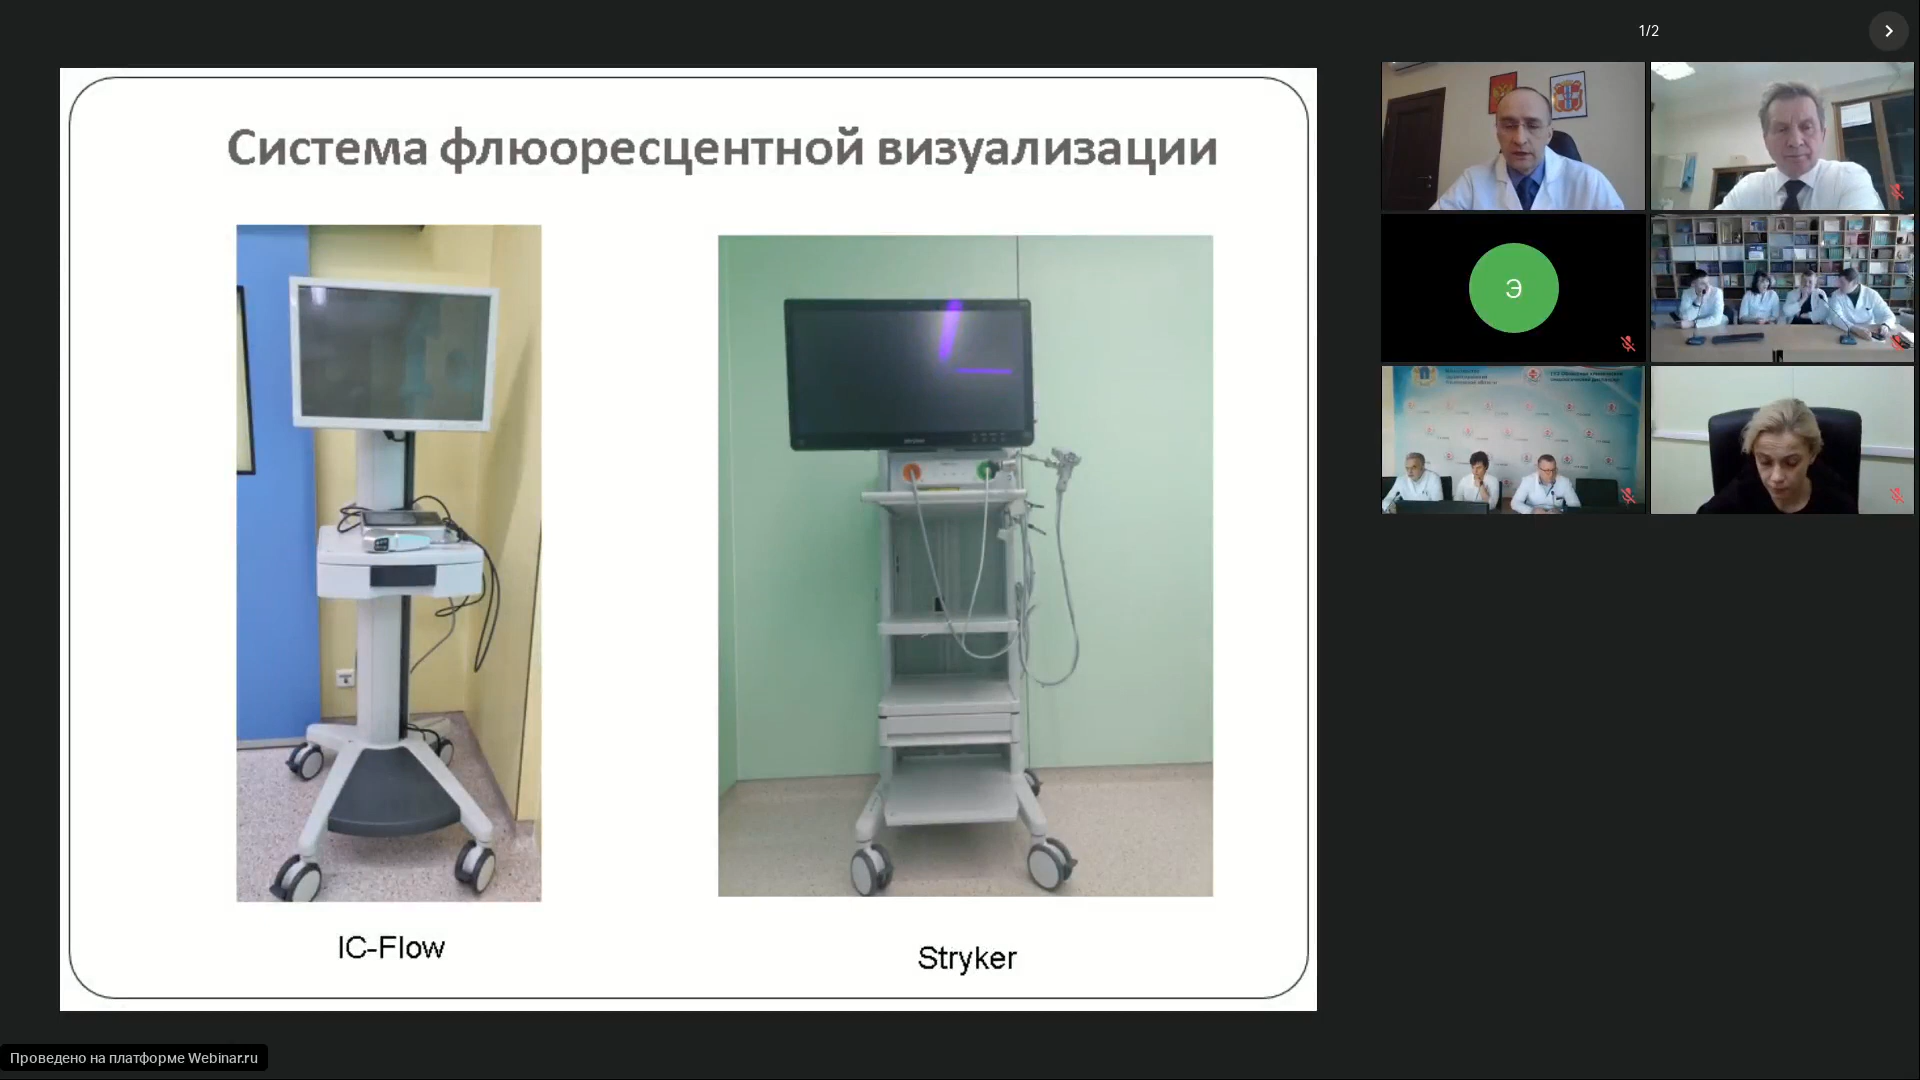 1/2
Система флюоресцентной визуализации
IC-Flow
Stryker
Э
Проведено на платформе Webinar.ru